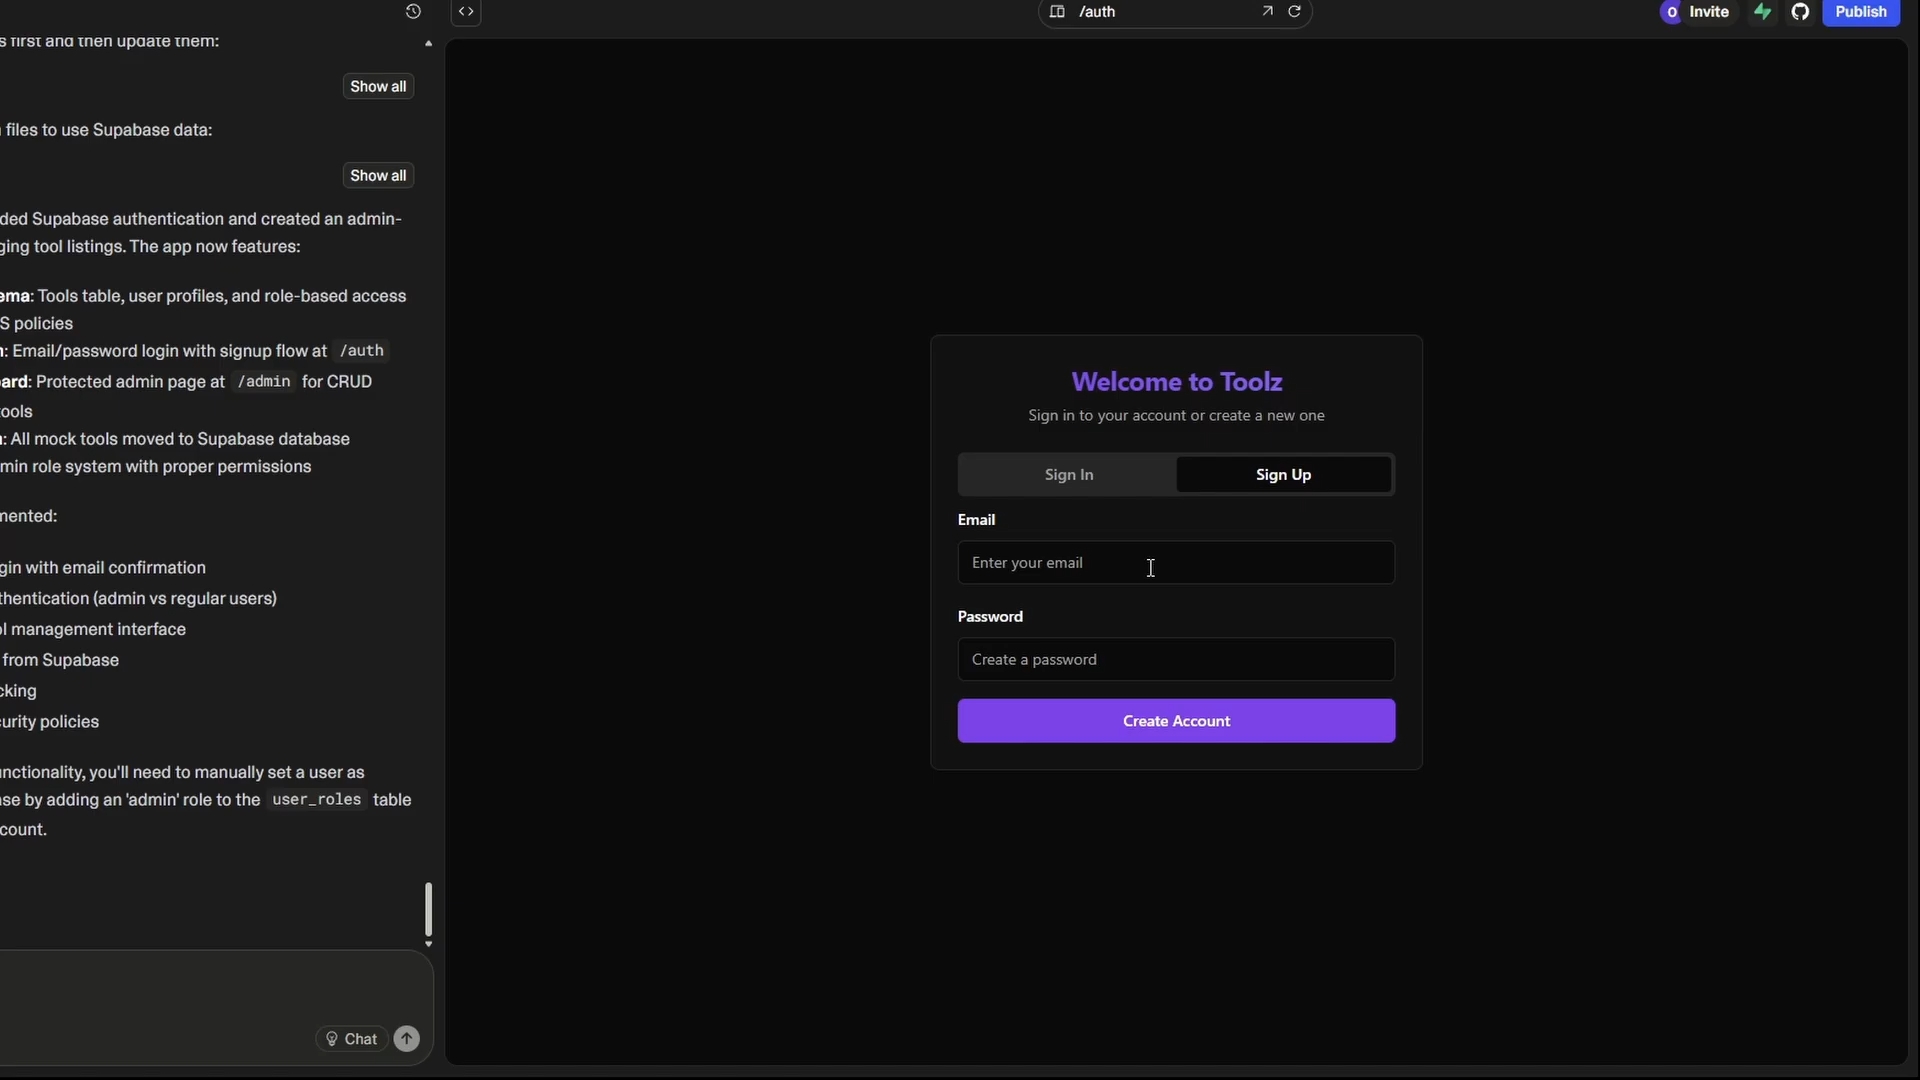 /auth
Invite
Publish
s first and then update them:
Show all
files to use Supabase data:
Show all
ded Supabase authentication and created an admin-
ging tool listings. The app now features:
ema: Tools table, user profiles, and role-based access
S policies
n: Email/password login with signup flow at /auth
ard: Protected admin page at /admin for CRUD
tools
: All mock tools moved to Supabase database
min role system with proper permissions
mented:
gin with email confirmation
thentication (admin vs regular users)
ol management interface
from Supabase
cking
curity policies
unctionality, you'll need to manually set a user as
ase by adding an 'admin' role to the user_roles table
count.
Chat
Welcome to Toolz
Sign in to your account or create a new one
Sign In
Sign Up
Email
Enter your email
Password
Create a password
Create Account